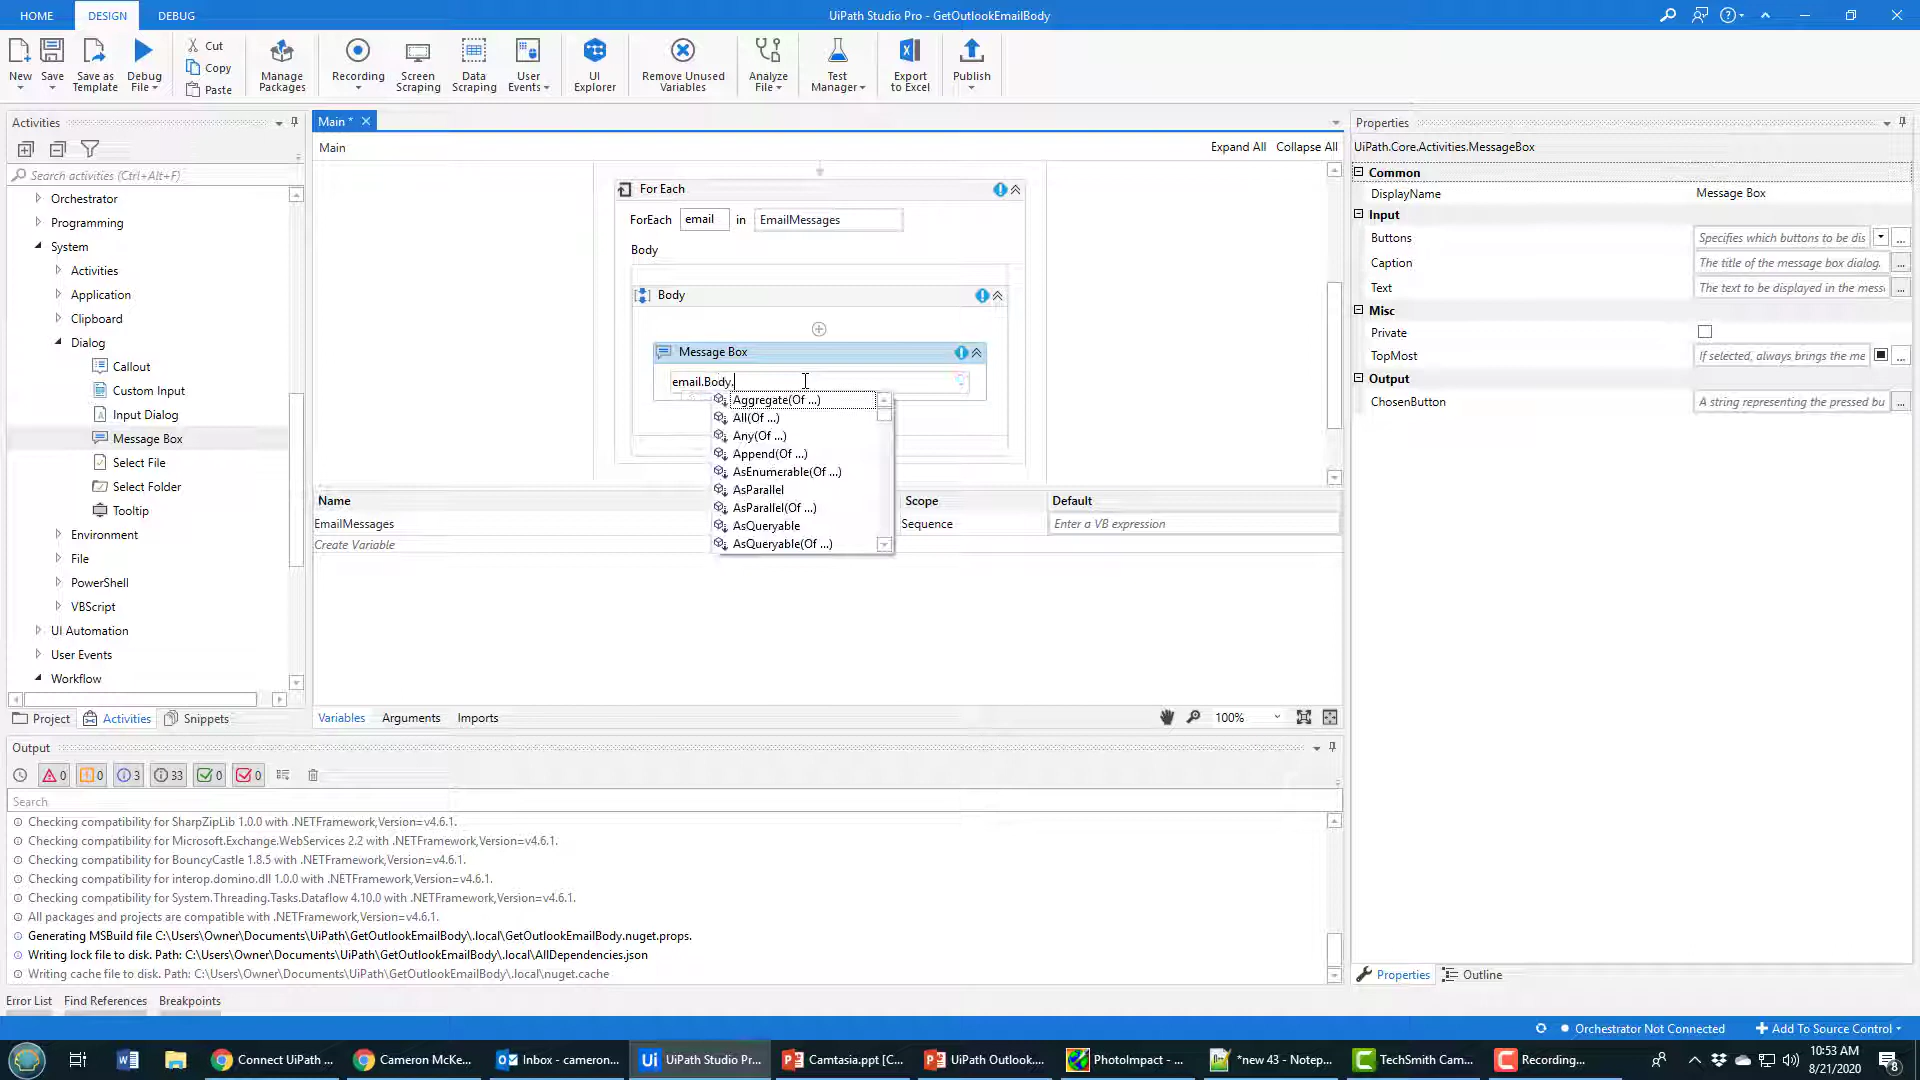 HOME DESIGN DEBUG UiPath Studio Pro - GetOutlookEmailBody
New Save Save as Template Debug File Cut Copy Paste Manage Packages Recording Screen Scraping Data Scraping User Events UI Explorer Remove Unused Variables Analyze File Test Manager Export to Excel Publish
Activities
Search activities (Ctrl+Alt+F)
Orchestrator
Programming
System
Activities
Application
Clipboard
Dialog
Callout
Custom Input
Input Dialog
Message Box
Select File
Select Folder
Tooltip
Environment
File
PowerShell
VBScript
UI Automation
User Events
Workflow
Project Activities Snippets
Main *
Main Expand All Collapse All
For Each
ForEach email in EmailMessages
Body
Body
Message Box
email.Body.
Aggregate(Of ...)
All(Of ...)
Any(Of ...)
Append(Of ...)
AsEnumerable(Of ...)
AsParallel
AsParallel(Of ...)
AsQueryable
AsQueryable(Of ...)
Name Scope Default
EmailMessages Sequence Enter a VB expression
Create Variable
Variables Arguments Imports 100%
Properties
UiPath.Core.Activities.MessageBox
Common
DisplayName Message Box
Input
Buttons Specifies which buttons to be dis ...
Caption The title of the message box dialog. ...
Text The text to be displayed in the mess ...
Misc
Private
TopMost If selected, always brings the me ...
Output
ChosenButton A string representing the pressed bu ...
Properties Outline
Output
0 0 3 33 0 0
Search
Checking compatibility for SharpZipLib 1.0.0 with .NETFramework,Version=v4.6.1.
Checking compatibility for Microsoft.Exchange.WebServices 2.2 with .NETFramework,Version=v4.6.1.
Checking compatibility for BouncyCastle 1.8.5 with .NETFramework,Version=v4.6.1.
Checking compatibility for interop.domino.dll 1.0.0 with .NETFramework,Version=v4.6.1.
Checking compatibility for System.Threading.Tasks.Dataflow 4.10.0 with .NETFramework,Version=v4.6.1.
All packages and projects are compatible with .NETFramework,Version=v4.6.1.
Generating MSBuild file C:\Users\Owner\Documents\UiPath\GetOutlookEmailBody\.local\GetOutlookEmailBody.nuget.props.
Writing lock file to disk. Path: C:\Users\Owner\Documents\UiPath\GetOutlookEmailBody\.local\AllDependencies.json
Writing cache file to disk. Path: C:\Users\Owner\Documents\UiPath\GetOutlookEmailBody\.local\nuget.cache
Error List Find References Breakpoints
Orchestrator Not Connected Add To Source Control
Connect UiPath ... Cameron McKe... Inbox - cameron... UiPath Studio Pr... Camtasia.ppt [C... UiPath Outlook.... PhotoImpact - ... *new 43 - Notep... TechSmith Cam... Recording...
10:53 AM
8/21/2020
8